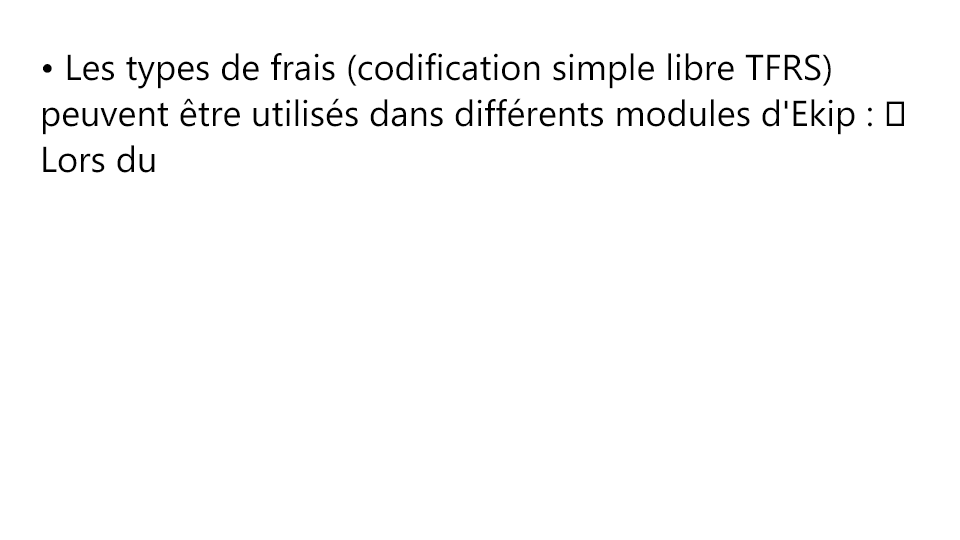 • Les types de frais (codification simple libre TFRS)
peuvent être utilisés dans différents modules d'Ekip : 
Lors du